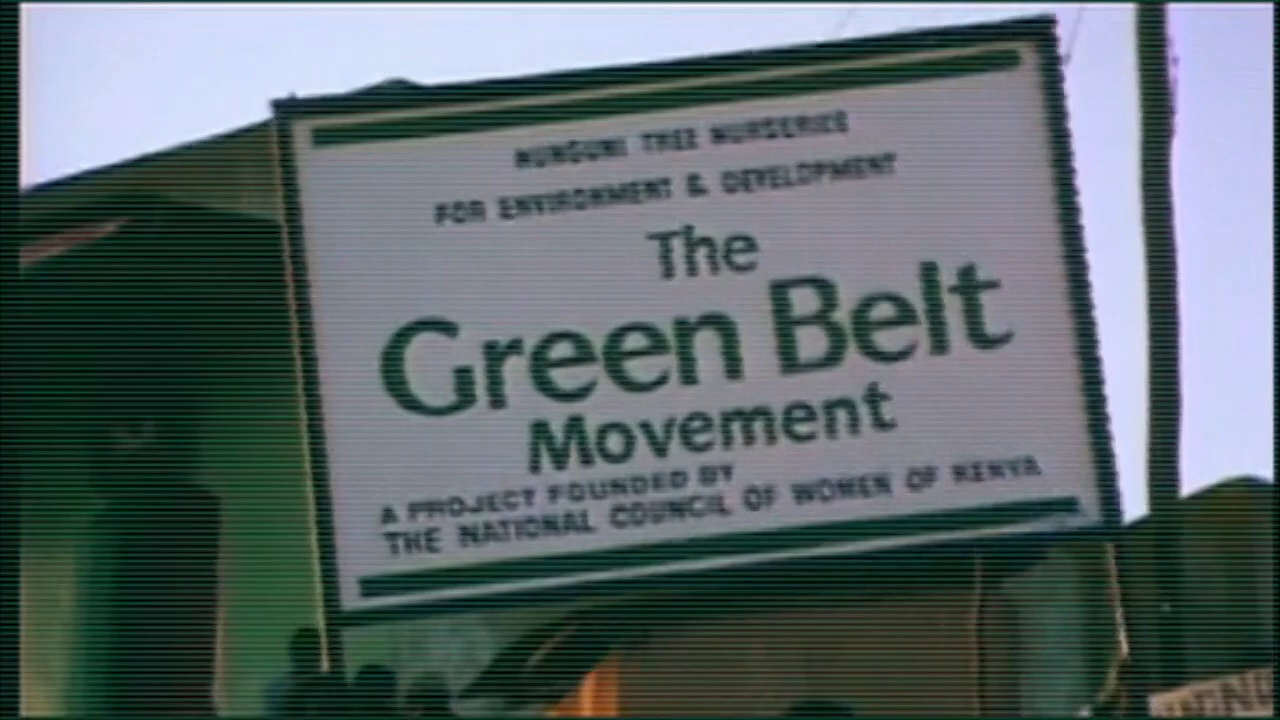 NUNGUNI TREE NURSERIES
FOR ENVIRONMENT & DEVELOPMENT
The
Green Belt
Movement
A PROJECT FOUNDED BY
THE NATIONAL COUNCIL OF WOMEN OF KENYA